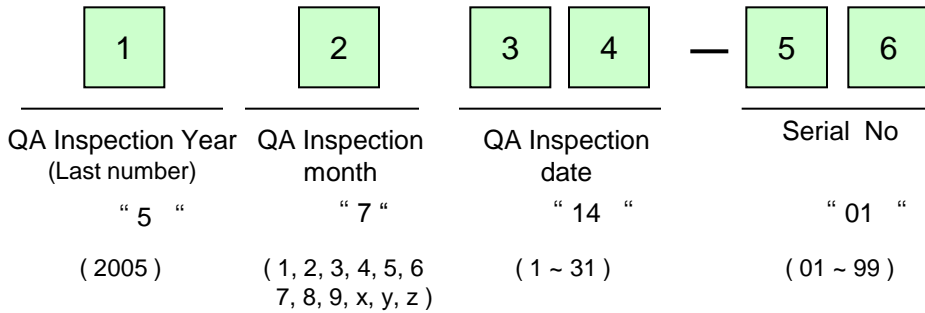 1 2 3 4 — 5 6
QA Inspection Year QA Inspection QA Inspection Serial No
(Last number) month date
“ 5 “ “ 7 “ “ 14 “ “ 01 “
( 2005 ) ( 1, 2, 3, 4, 5, 6 ( 1 ~ 31 ) ( 01 ~ 99 )
7, 8, 9, x, y, z )